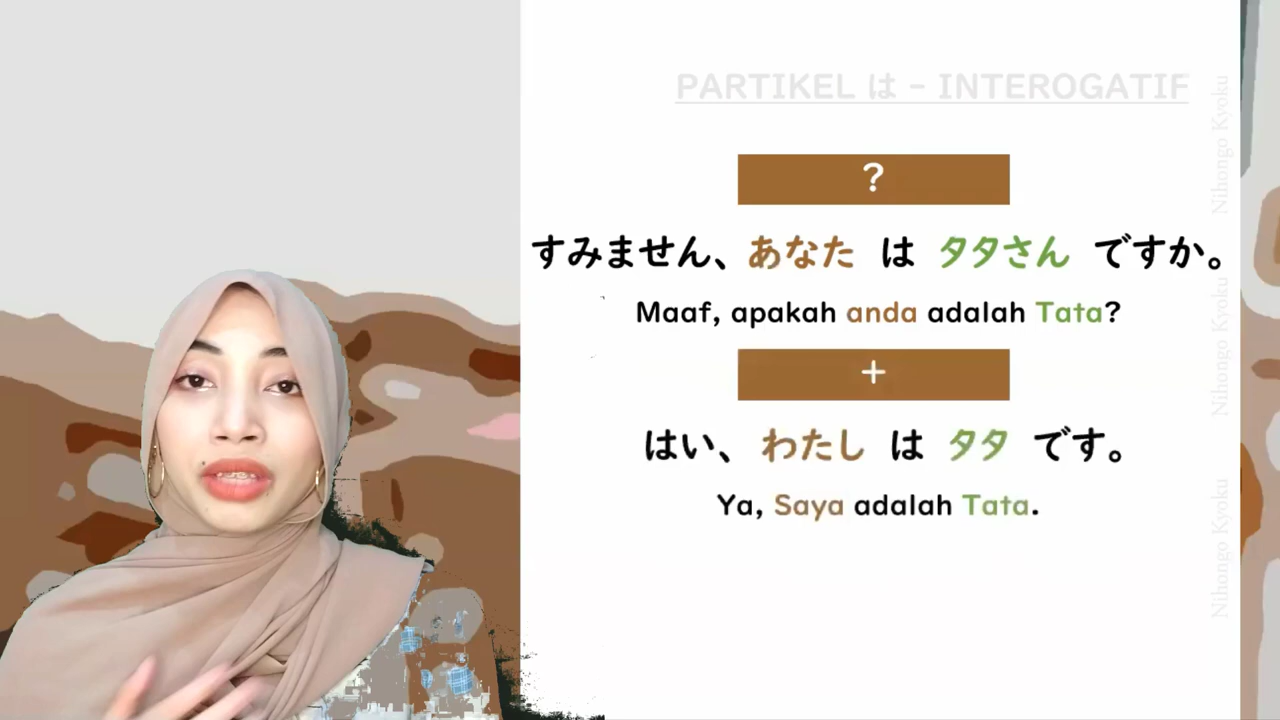 PARTIKEL は - INTEROGATIF
?
すみません、あなた は タタさん ですか。
Maaf, apakah anda adalah Tata?
+
はい、わたし は タタ です。
Ya, Saya adalah Tata.
Nihongo Kyoku
Nihongo Kyoku
Nihongo Kyoku